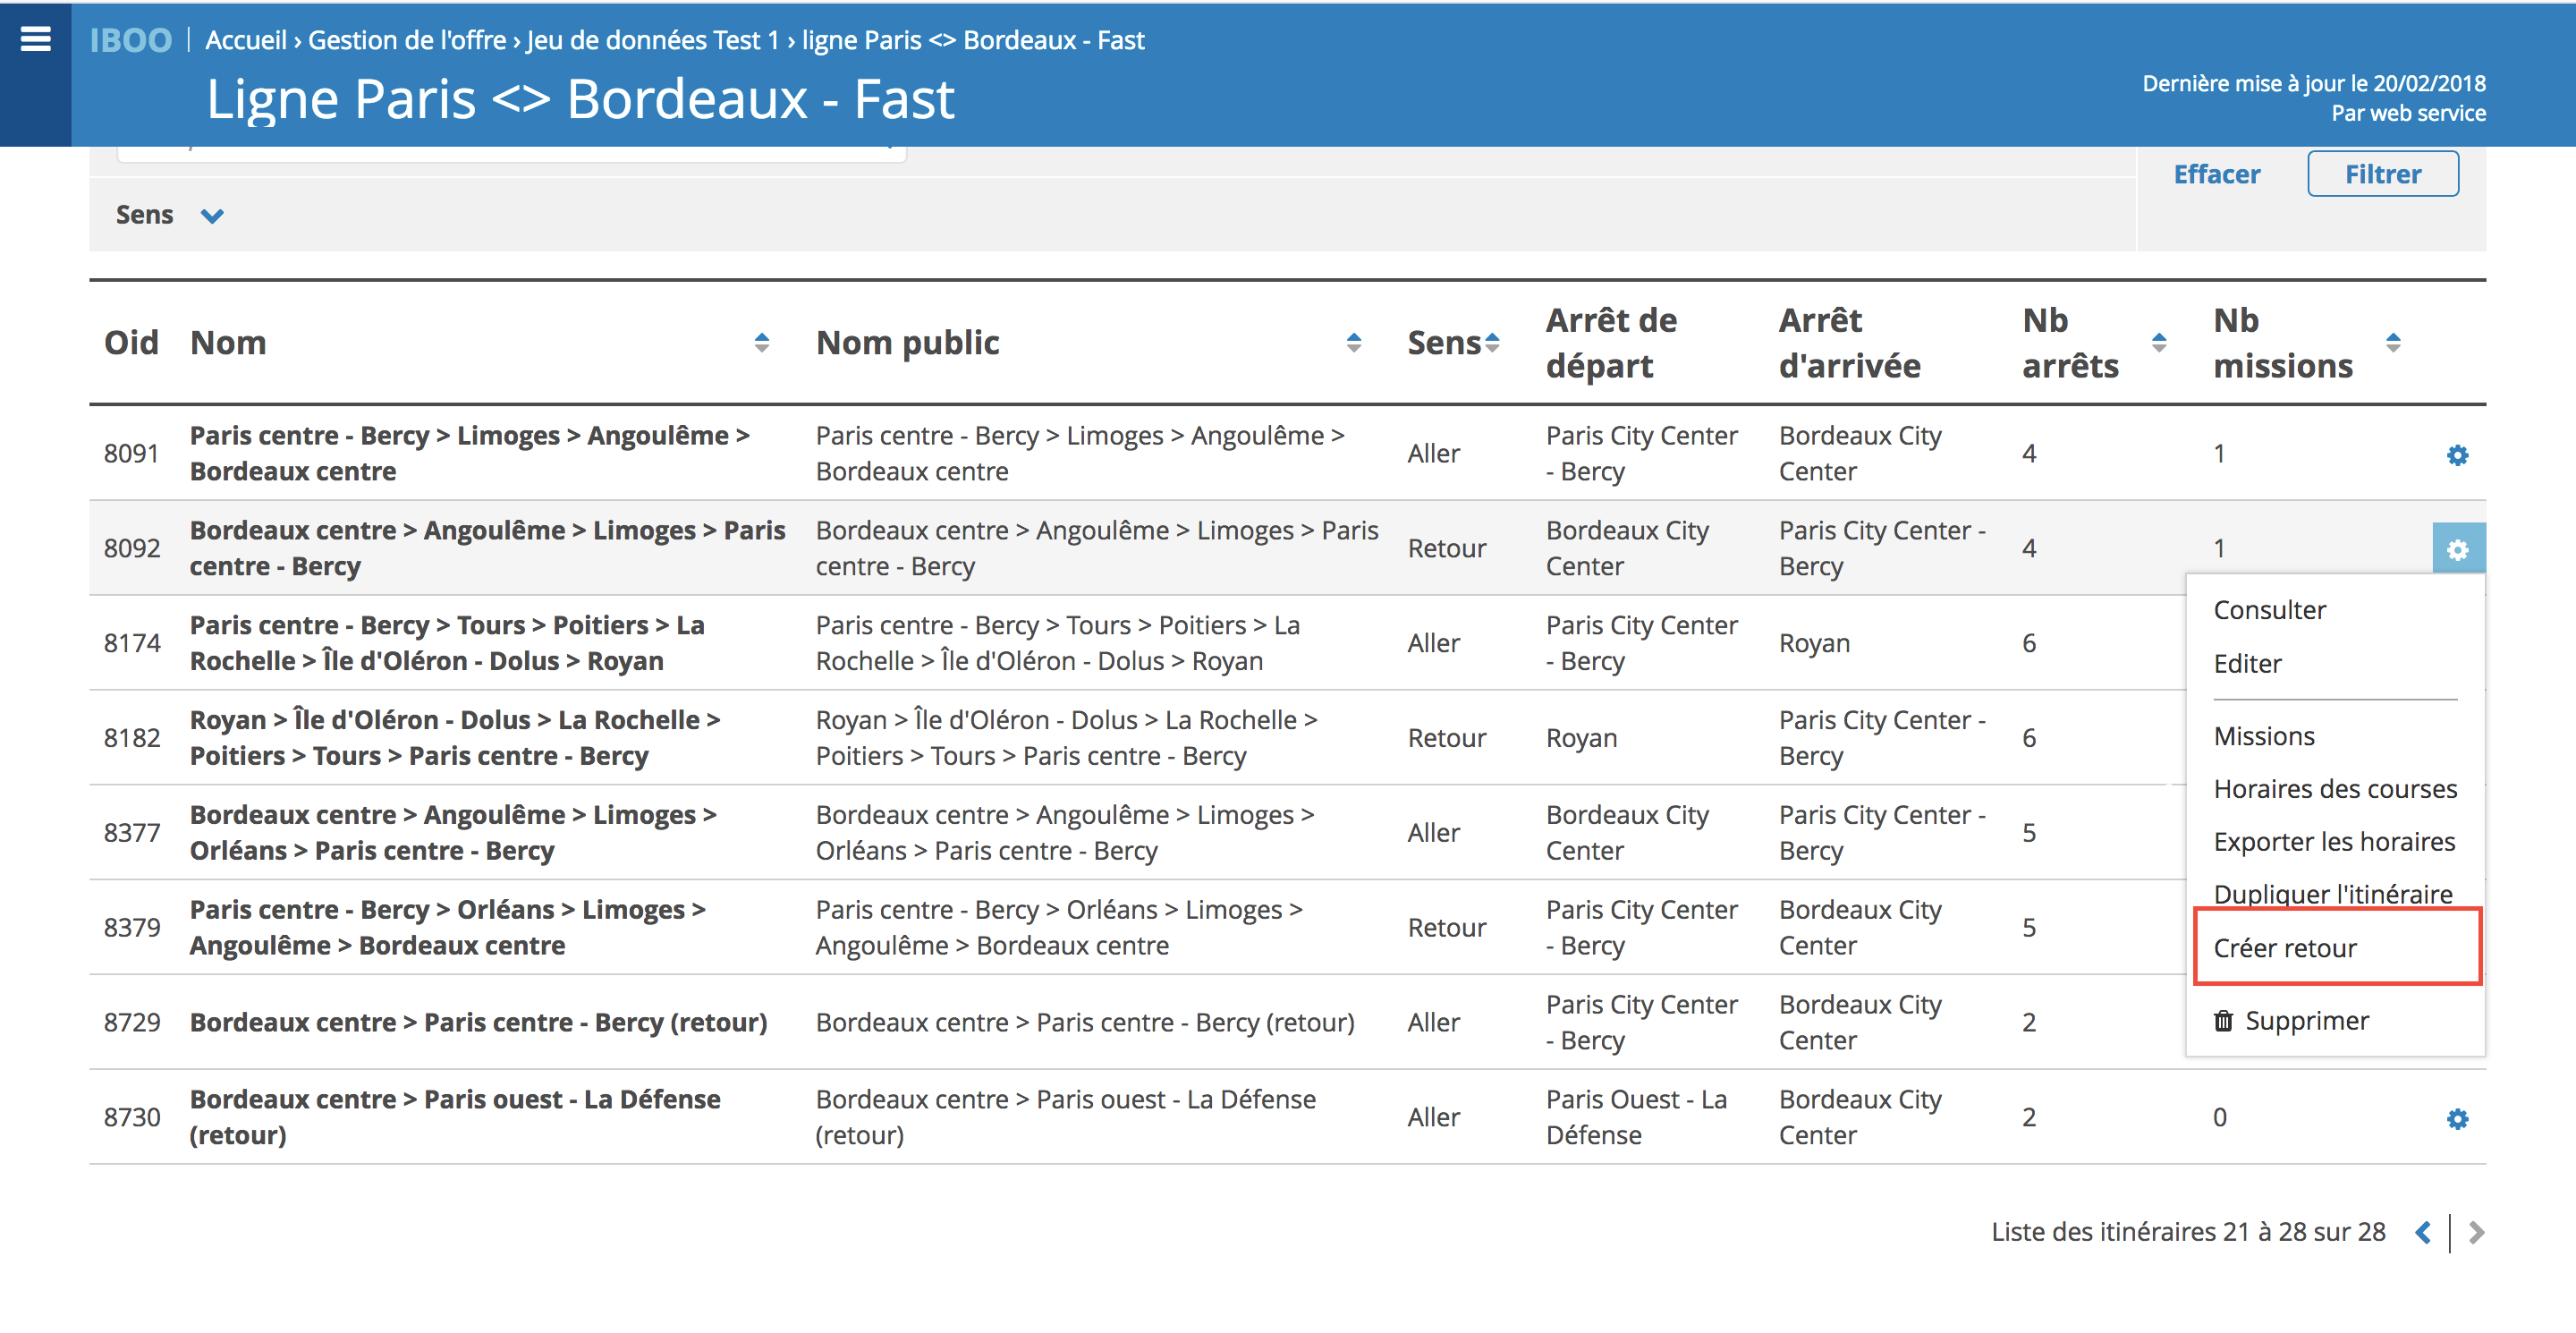 IBOO | Accueil › Gestion de l'offre › Jeu de données Test 1 › ligne Paris <> Bordeaux - Fast
Ligne Paris <> Bordeaux - Fast
Dernière mise à jour le 20/02/2018
Par web service
Effacer
Filtrer
Sens
Oid
Nom
Nom public
Sens
Arrêt de
départ
Arrêt
d'arrivée
Nb
arrêts
Nb
missions
8091
Paris centre - Bercy > Limoges > Angoulême >
Bordeaux centre
Paris centre - Bercy > Limoges > Angoulême >
Bordeaux centre
Aller
Paris City Center
- Bercy
Bordeaux City
Center
4
1
8092
Bordeaux centre > Angoulême > Limoges > Paris
centre - Bercy
Bordeaux centre > Angoulême > Limoges > Paris
centre - Bercy
Retour
Bordeaux City
Center
Paris City Center -
Bercy
4
1
8174
Paris centre - Bercy > Tours > Poitiers > La
Rochelle > Île d'Oléron - Dolus > Royan
Paris centre - Bercy > Tours > Poitiers > La
Rochelle > Île d'Oléron - Dolus > Royan
Aller
Paris City Center
- Bercy
Royan
6
8182
Royan > Île d'Oléron - Dolus > La Rochelle >
Poitiers > Tours > Paris centre - Bercy
Royan > Île d'Oléron - Dolus > La Rochelle >
Poitiers > Tours > Paris centre - Bercy
Retour
Royan
Paris City Center -
Bercy
6
8377
Bordeaux centre > Angoulême > Limoges >
Orléans > Paris centre - Bercy
Bordeaux centre > Angoulême > Limoges >
Orléans > Paris centre - Bercy
Aller
Bordeaux City
Center
Paris City Center -
Bercy
5
8379
Paris centre - Bercy > Orléans > Limoges >
Angoulême > Bordeaux centre
Paris centre - Bercy > Orléans > Limoges >
Angoulême > Bordeaux centre
Retour
Paris City Center
- Bercy
Bordeaux City
Center
5
8729
Bordeaux centre > Paris centre - Bercy (retour)
Bordeaux centre > Paris centre - Bercy (retour)
Aller
Paris City Center
- Bercy
Bordeaux City
Center
2
8730
Bordeaux centre > Paris ouest - La Défense
(retour)
Bordeaux centre > Paris ouest - La Défense
(retour)
Aller
Paris Ouest - La
Défense
Bordeaux City
Center
2
0
Consulter
Editer
Missions
Horaires des courses
Exporter les horaires
Dupliquer l'itinéraire
Créer retour
Supprimer
Liste des itinéraires 21 à 28 sur 28